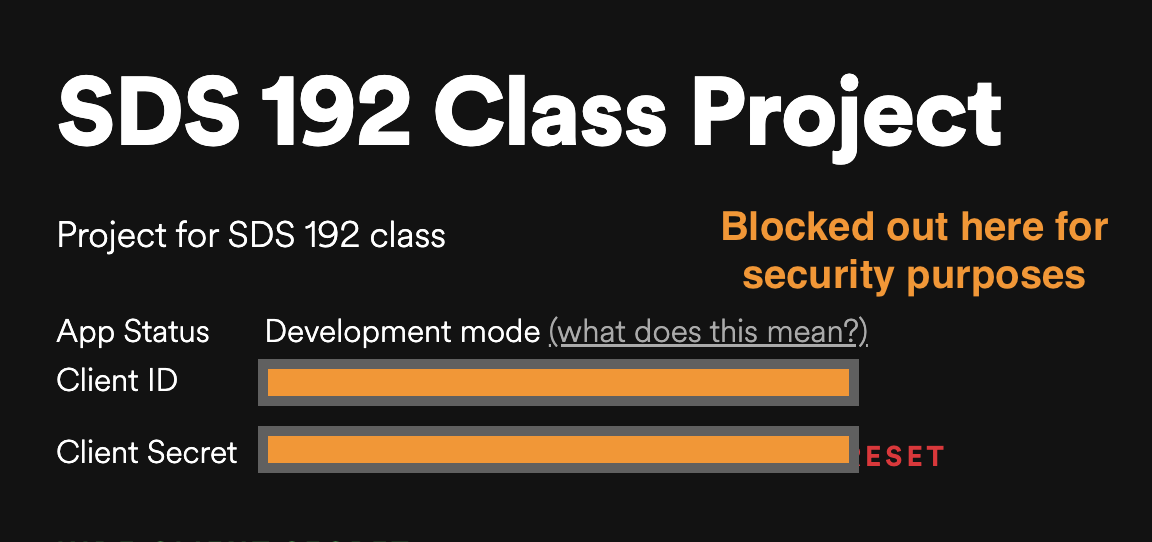 SDS 192 Class Project
Project for SDS 192 class
Blocked out here for
security purposes
App Status Development mode (what does this mean?)
Client ID
Client Secret